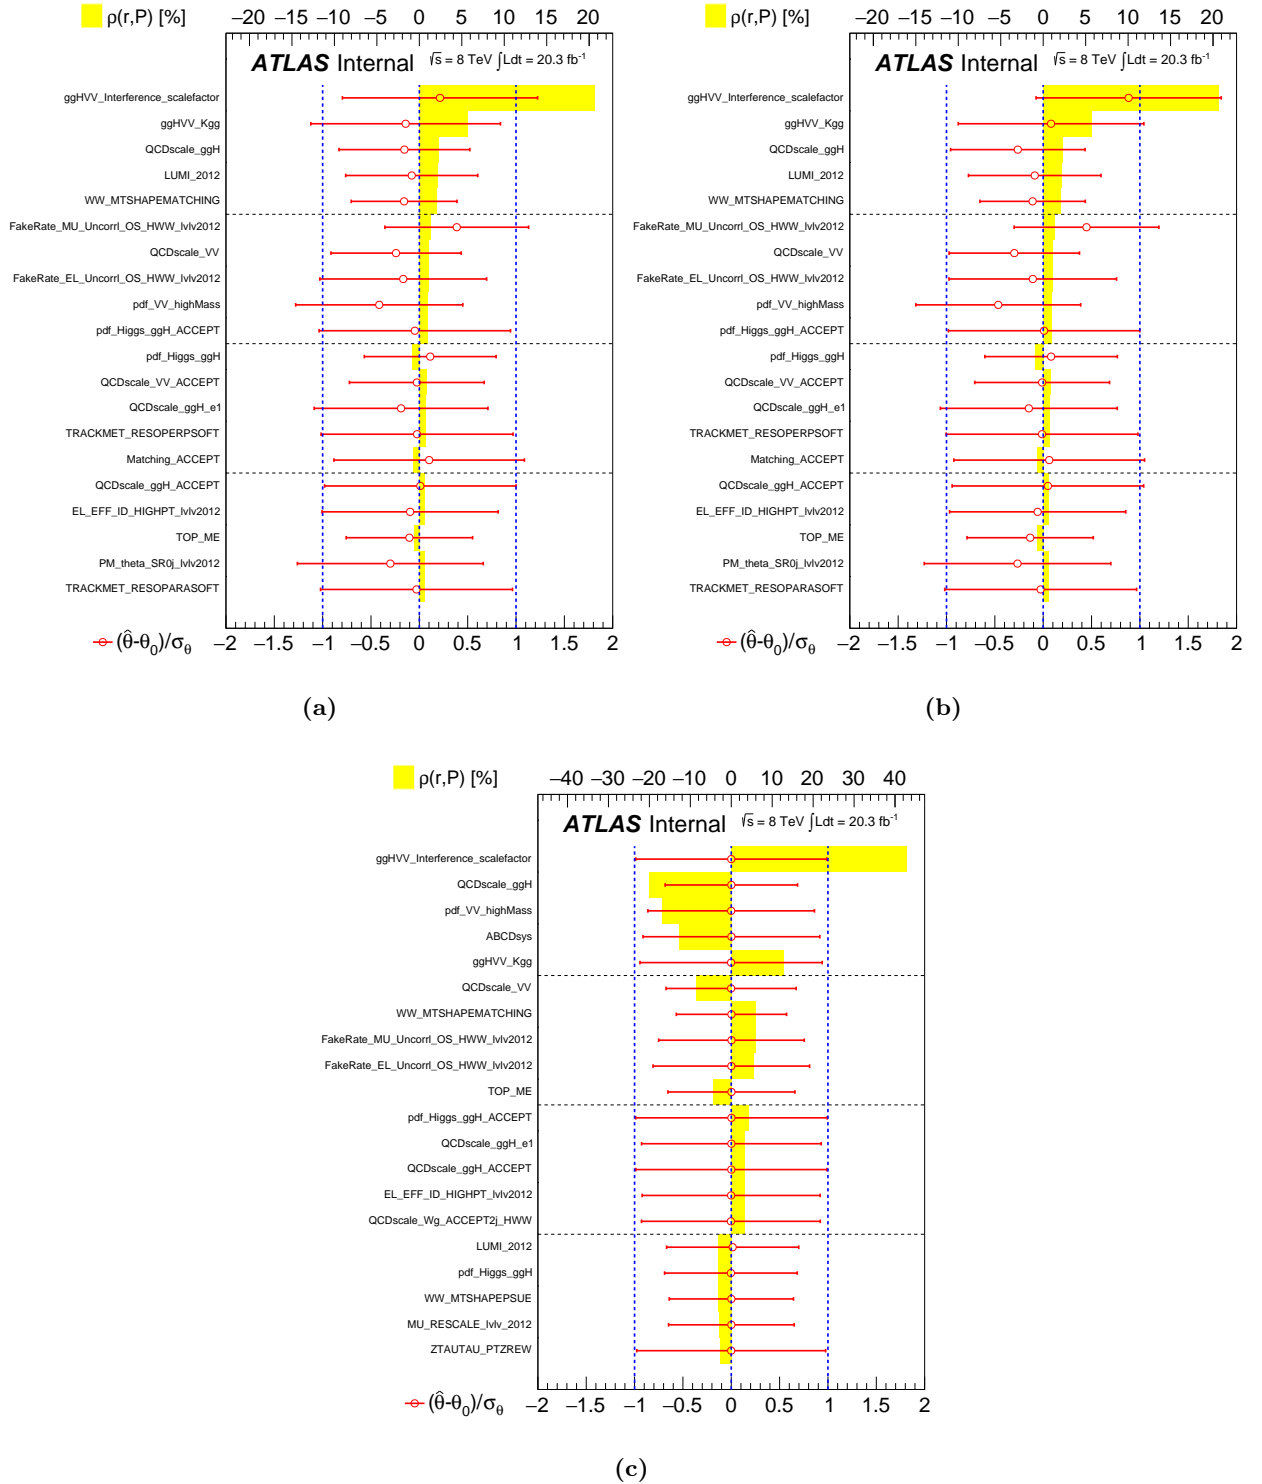 ρ(r,P) [%]
−20 −15 −10 −5 0 5 10 15 20
ATLAS Internal √s = 8 TeV ∫Ldt = 20.3 fb⁻¹
ggHVV_Interference_scalefactor
ggHVV_Kgg
QCDscale_ggH
LUMI_2012
WW_MTSHAPEMATCHING
FakeRate_MU_Uncorrl_OS_HWW_lvlv2012
QCDscale_VV
FakeRate_EL_Uncorrl_OS_HWW_lvlv2012
pdf_VV_highMass
pdf_Higgs_ggH_ACCEPT
pdf_Higgs_ggH
QCDscale_VV_ACCEPT
QCDscale_ggH_e1
TRACKMET_RESOPERPSOFT
Matching_ACCEPT
QCDscale_ggH_ACCEPT
EL_EFF_ID_HIGHPT_lvlv2012
TOP_ME
PM_theta_SR0j_lvlv2012
TRACKMET_RESOPARASOFT
(θ̂-θ₀)/σ_θ
−2 −1.5 −1 −0.5 0 0.5 1 1.5 2
(a)
ρ(r,P) [%]
−20 −15 −10 −5 0 5 10 15 20
ATLAS Internal √s = 8 TeV ∫Ldt = 20.3 fb⁻¹
ggHVV_Interference_scalefactor
ggHVV_Kgg
QCDscale_ggH
LUMI_2012
WW_MTSHAPEMATCHING
FakeRate_MU_Uncorrl_OS_HWW_lvlv2012
QCDscale_VV
FakeRate_EL_Uncorrl_OS_HWW_lvlv2012
pdf_VV_highMass
pdf_Higgs_ggH_ACCEPT
pdf_Higgs_ggH
QCDscale_VV_ACCEPT
QCDscale_ggH_e1
TRACKMET_RESOPERPSOFT
Matching_ACCEPT
QCDscale_ggH_ACCEPT
EL_EFF_ID_HIGHPT_lvlv2012
TOP_ME
PM_theta_SR0j_lvlv2012
TRACKMET_RESOPARASOFT
(θ̂-θ₀)/σ_θ
−2 −1.5 −1 −0.5 0 0.5 1 1.5 2
(b)
ρ(r,P) [%]
−40 −30 −20 −10 0 10 20 30 40
ATLAS Internal √s = 8 TeV ∫Ldt = 20.3 fb⁻¹
ggHVV_Interference_scalefactor
QCDscale_ggH
pdf_VV_highMass
ABCDsys
ggHVV_Kgg
QCDscale_VV
WW_MTSHAPEMATCHING
FakeRate_MU_Uncorrl_OS_HWW_lvlv2012
FakeRate_EL_Uncorrl_OS_HWW_lvlv2012
TOP_ME
pdf_Higgs_ggH_ACCEPT
QCDscale_ggH_e1
QCDscale_ggH_ACCEPT
EL_EFF_ID_HIGHPT_lvlv2012
QCDscale_Wg_ACCEPT2j_HWW
LUMI_2012
pdf_Higgs_ggH
WW_MTSHAPEPSUE
MU_RESCALE_lvlv_2012
ZTAUTAU_PTZREW
(θ̂-θ₀)/σ_θ
−2 −1.5 −1 −0.5 0 0.5 1 1.5 2
(c)